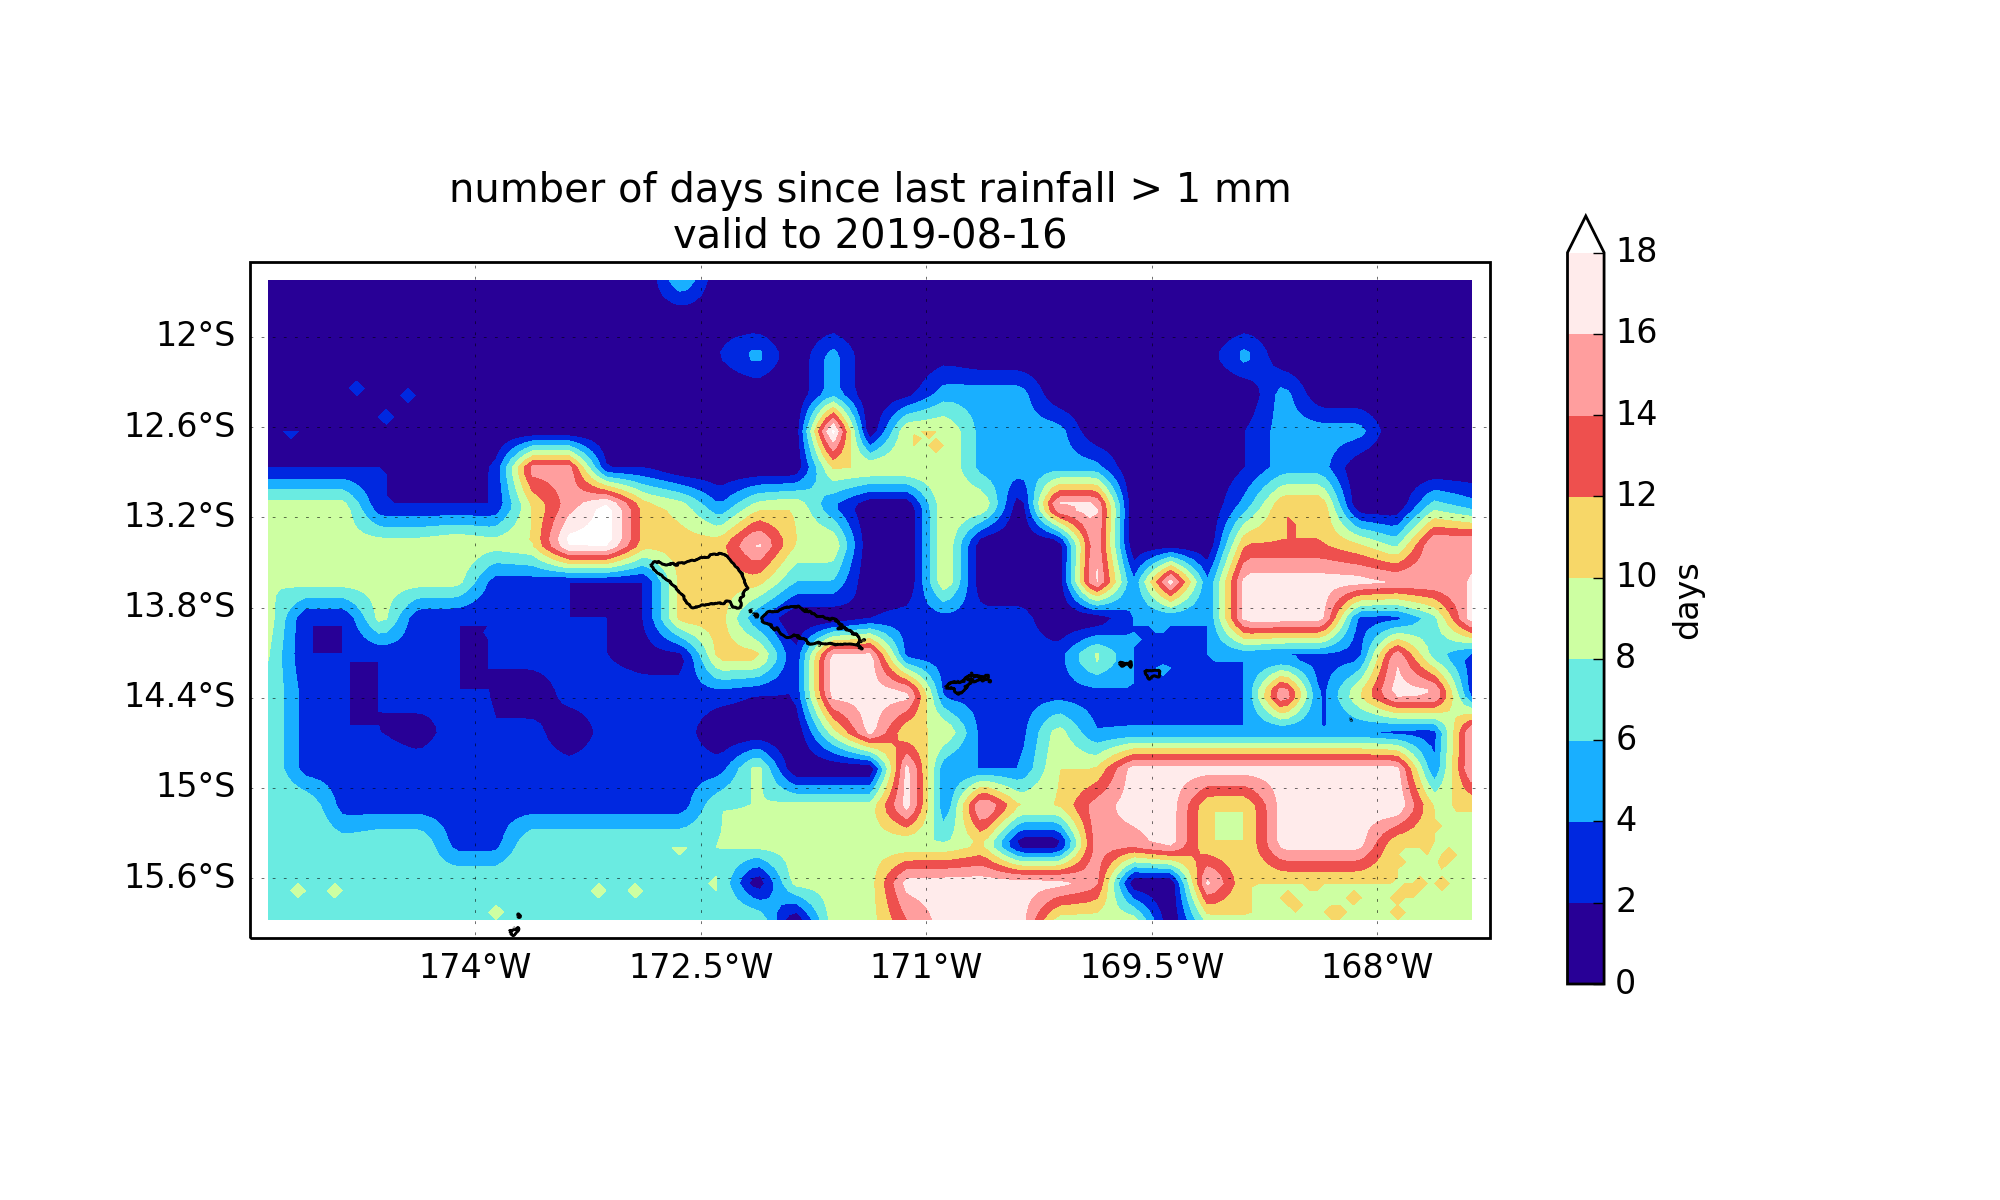 number of days since last rainfall > 1 mm
valid to 2019-08-16
12°S
12.6°S
13.2°S
13.8°S
14.4°S
15°S
15.6°S
174°W
172.5°W
171°W
169.5°W
168°W
18
16
14
12
10
8
6
4
2
0
days